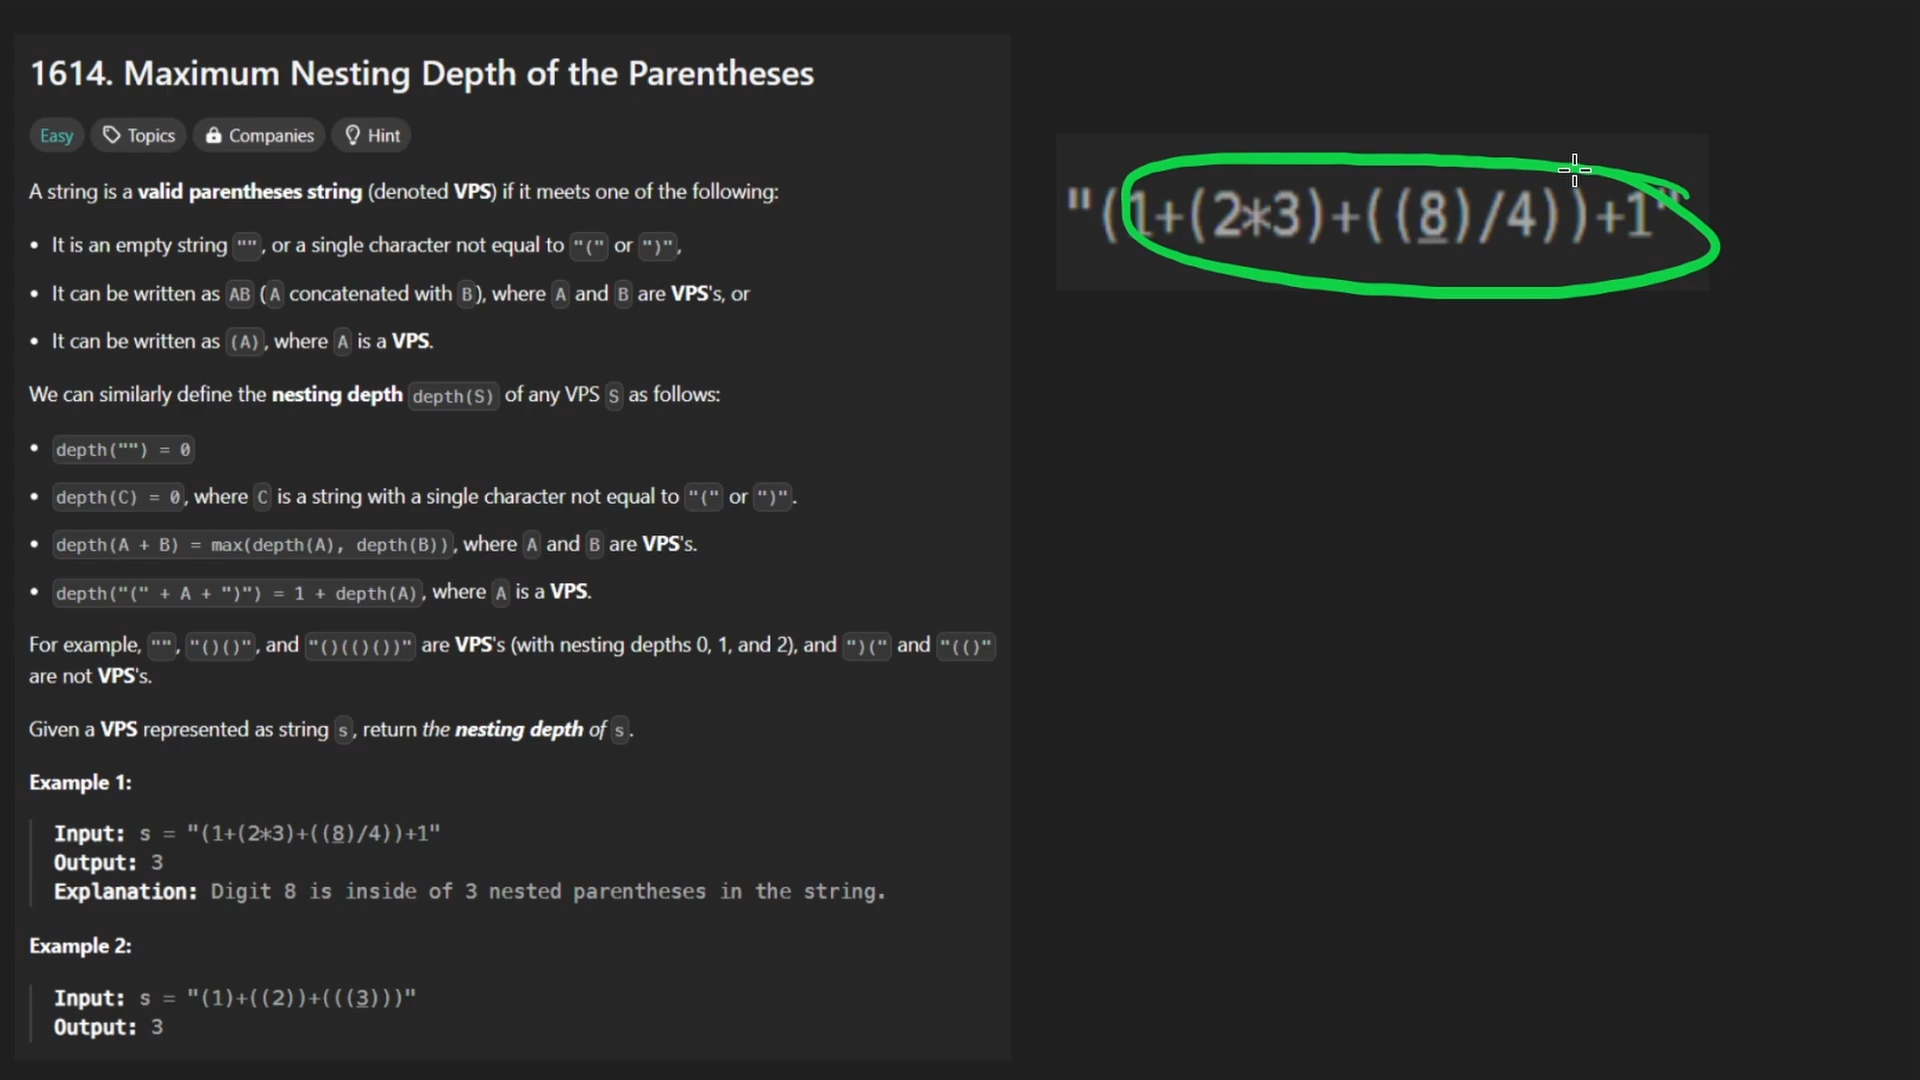 1614. Maximum Nesting Depth of the Parentheses
Easy Topics Companies Hint
A string is a valid parentheses string (denoted VPS) if it meets one of the following:
• It is an empty string "", or a single character not equal to "(" or ")",
• It can be written as AB (A concatenated with B), where A and B are VPS's, or
• It can be written as (A), where A is a VPS.
We can similarly define the nesting depth depth(S) of any VPS S as follows:
• depth("") = 0
• depth(C) = 0, where C is a string with a single character not equal to "(" or ")".
• depth(A + B) = max(depth(A), depth(B)), where A and B are VPS's.
• depth("(" + A + ")") = 1 + depth(A), where A is a VPS.
For example, "", "()()", and "()(()())" are VPS's (with nesting depths 0, 1, and 2), and ")(" and "(()"
are not VPS's.
Given a VPS represented as string s, return the nesting depth of s.
Example 1:
Input: s = "(1+(2*3)+((8)/4))+1"
Output: 3
Explanation: Digit 8 is inside of 3 nested parentheses in the string.
Example 2:
Input: s = "(1)+((2))+(((3)))"
Output: 3
"(1+(2*3)+((8)/4))+1"